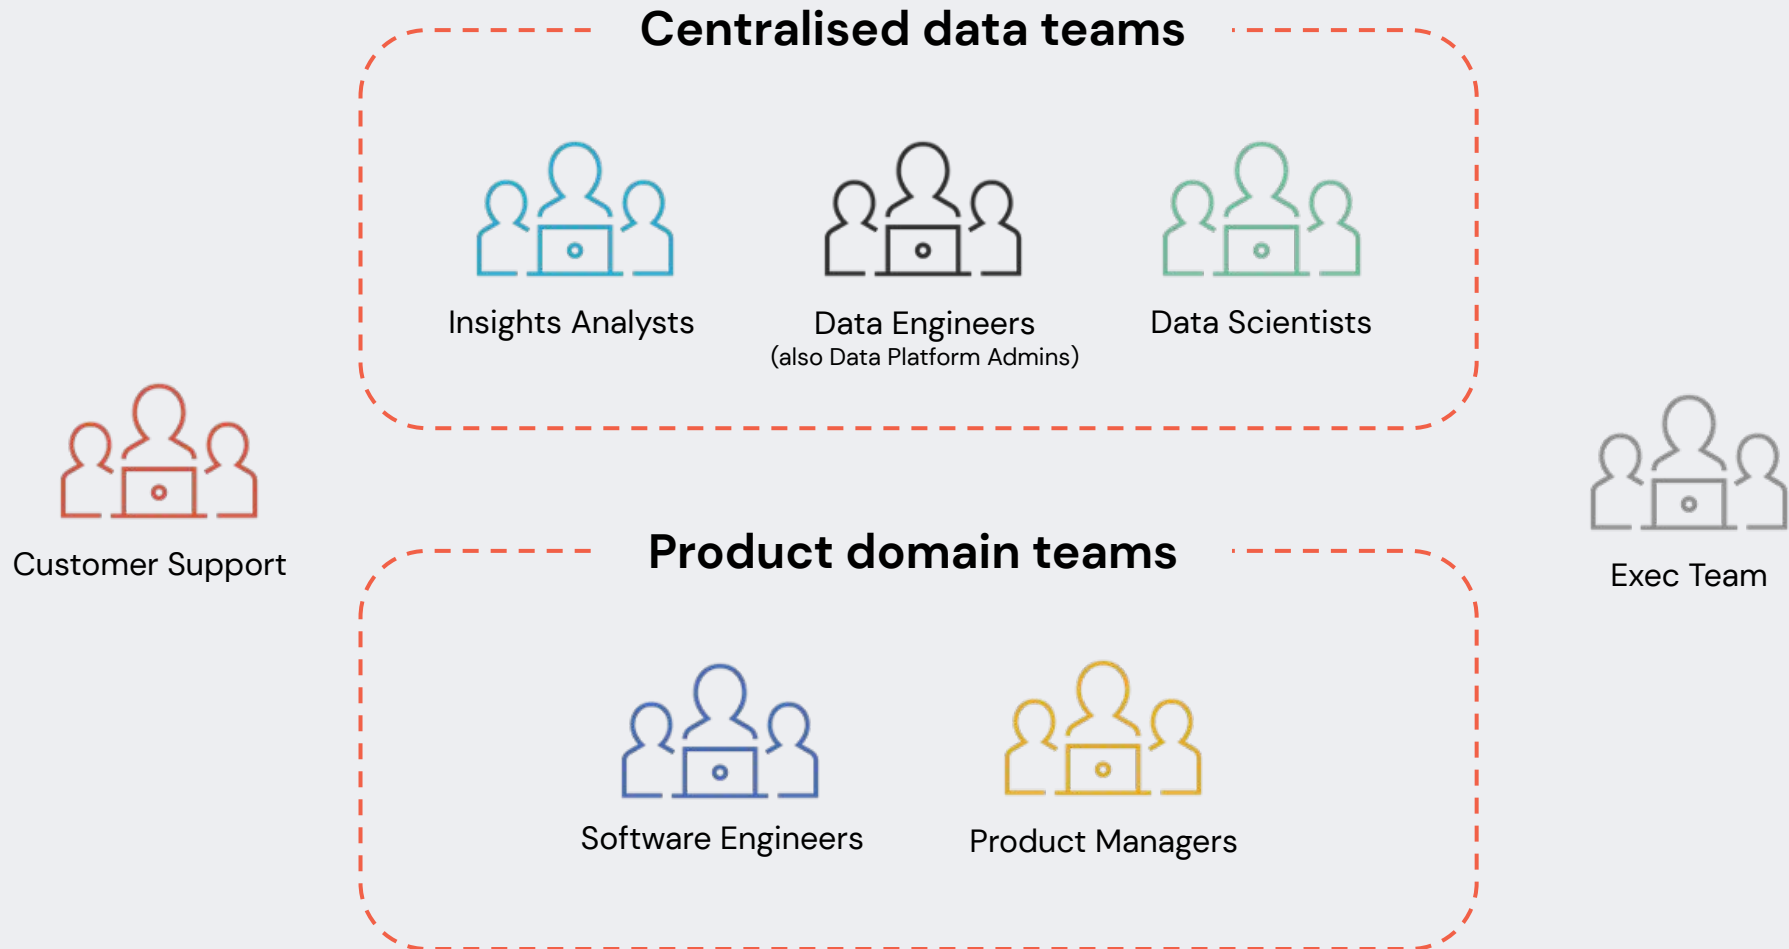 Centralised data teams
Insights Analysts
Data Engineers
(also Data Platform Admins)
Data Scientists
Customer Support
Exec Team
Product domain teams
Software Engineers
Product Managers